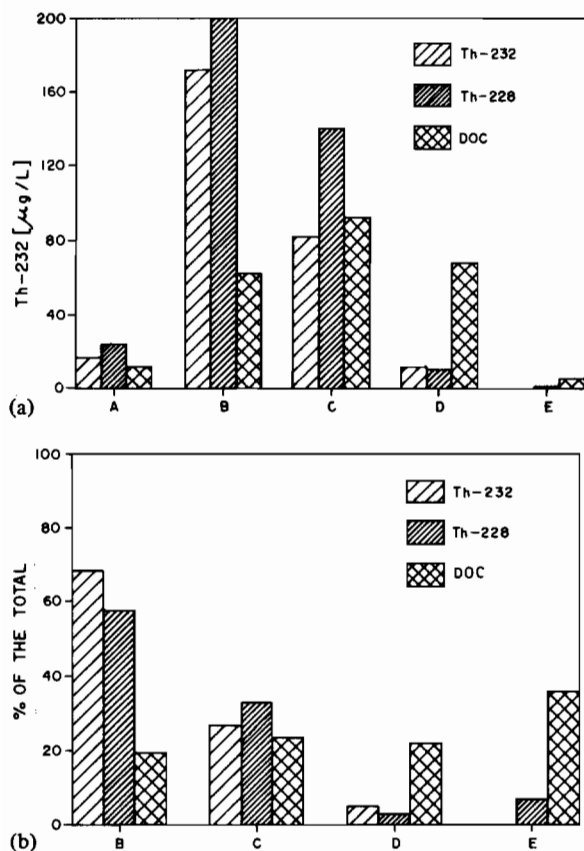 200
160
120
80
40
0
Th-232 [µg/L]
Th-232
Th-228
DOC
A B C D E
(a)
100
80
60
40
20
0
% OF THE TOTAL
Th-232
Th-228
DOC
B C D E
(b)